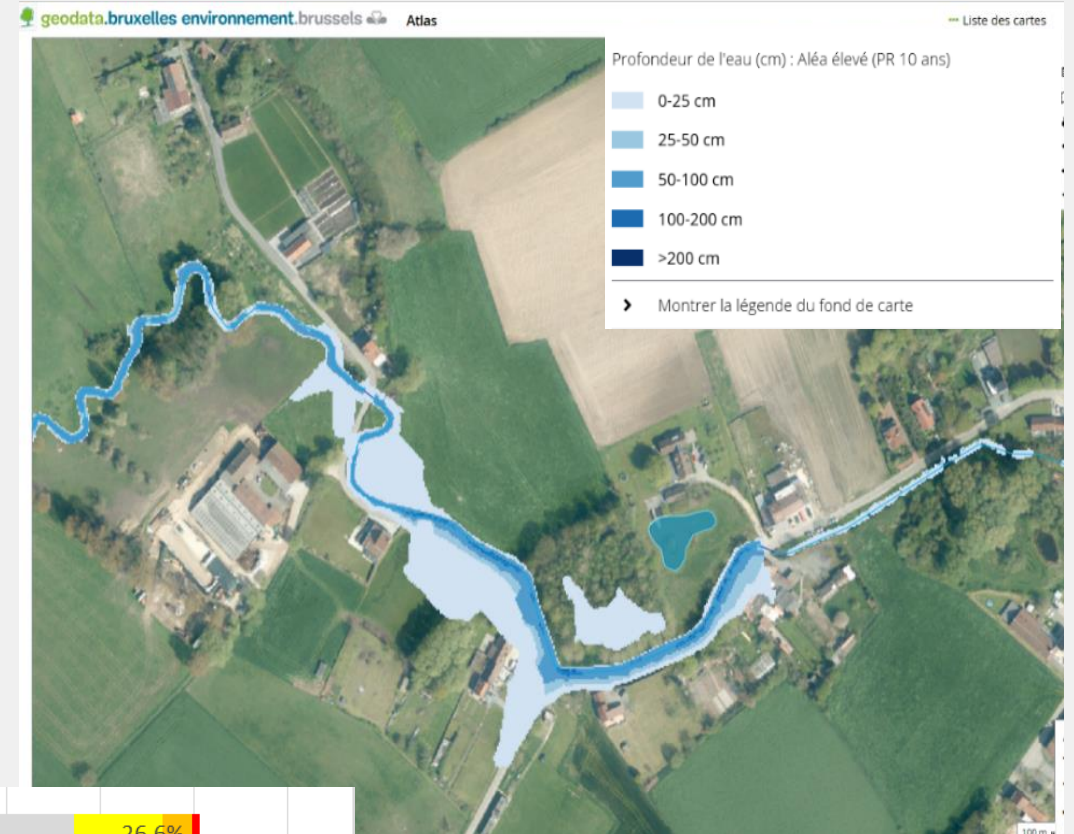 geodata.bruxelles environnement.brussels Atlas
Liste des cartes
Profondeur de l'eau (cm) : Aléa élevé (PR 10 ans)
0-25 cm
25-50 cm
50-100 cm
100-200 cm
>200 cm
Montrer la légende du fond de carte
26,6%
100 m